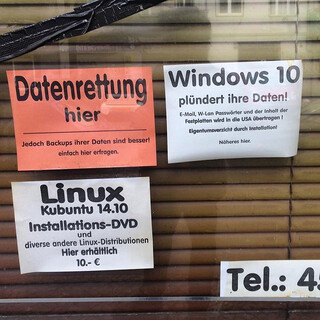 Datenrettung
hier
Jedoch Backups ihrer Daten sind besser!
einfach hier erfragen.
Windows 10
plündert ihre Daten!
E-Mail, W-Lan Passwörter und der Inhalt der
Festplatten wird in die USA übertragen !
Eigentumsverzicht durch Installation!
Näheres hier.
Linux
Kubuntu 14.10
Installations-DVD
und
diverse andere Linux-Distributionen
Hier erhältlich
10.- €
Tel.: 4